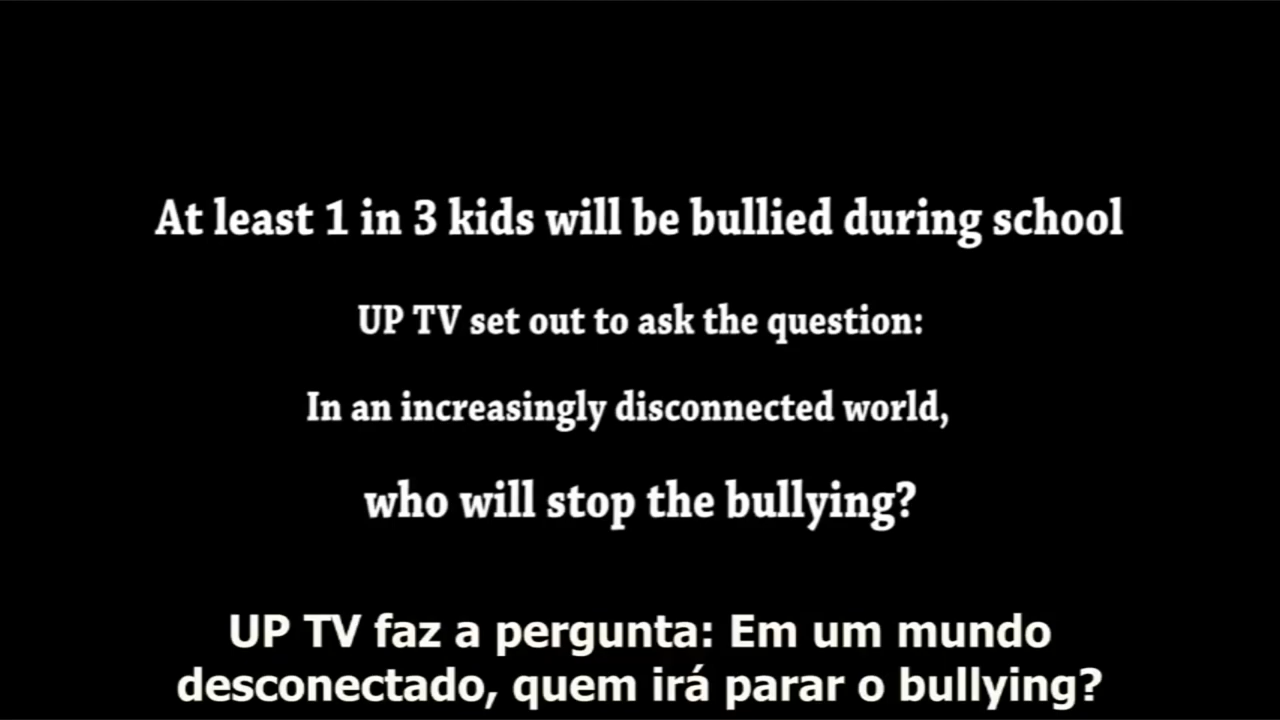 At least 1 in 3 kids will be bullied during school
UP TV set out to ask the question:
In an increasingly disconnected world,
who will stop the bullying?
UP TV faz a pergunta: Em um mundo
desconectado, quem irá parar o bullying?